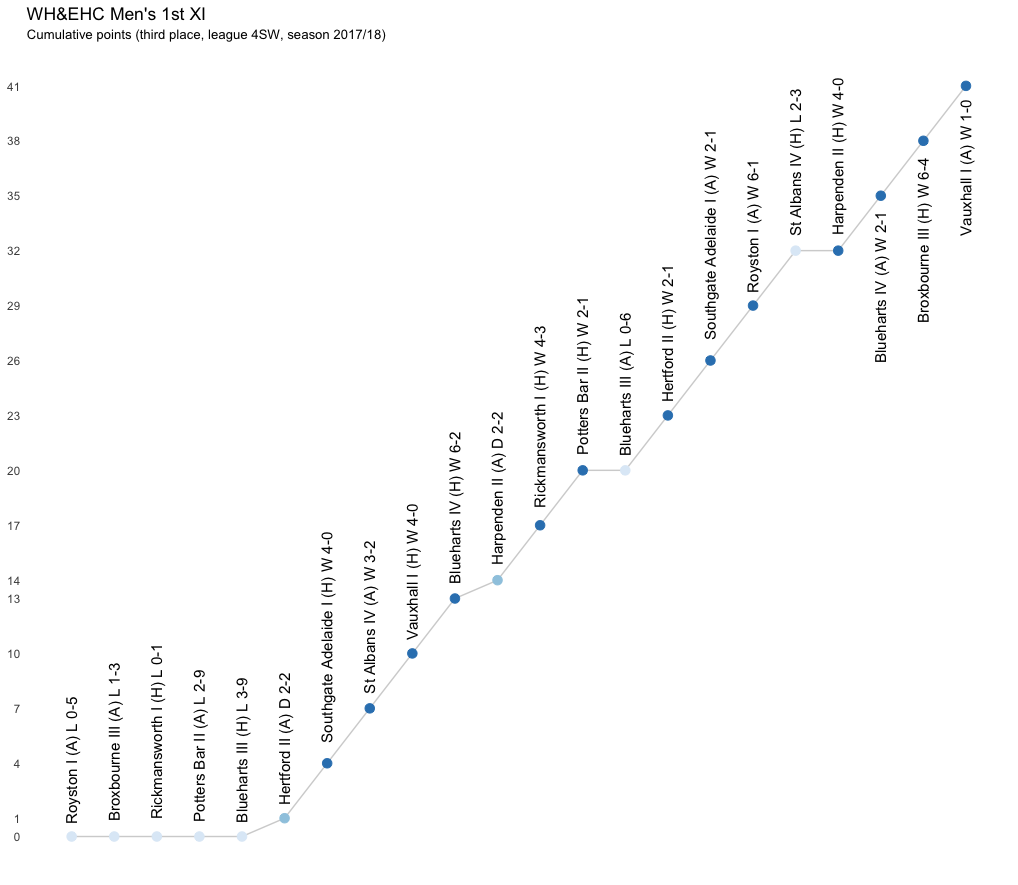 WH&EHC Men's 1st XI
Cumulative points (third place, league 4SW, season 2017/18)
41
38
35
32
29
26
23
20
17
14
13
10
7
4
1
0
Royston I (A) L 0-5
Broxbourne III (A) L 1-3
Rickmansworth I (H) L 0-1
Potters Bar II (A) L 2-9
Blueharts III (H) L 3-9
Hertford II (A) D 2-2
Southgate Adelaide I (H) W 4-0
St Albans IV (A) W 3-2
Vauxhall I (H) W 4-0
Blueharts IV (H) W 6-2
Harpenden II (A) D 2-2
Rickmansworth I (H) W 4-3
Potters Bar II (H) W 2-1
Blueharts III (A) L 0-6
Hertford II (H) W 2-1
Southgate Adelaide I (A) W 2-1
Royston I (A) W 6-1
St Albans IV (H) L 2-3
Harpenden II (H) W 4-0
Blueharts IV (A) W 2-1
Broxbourne III (H) W 6-4
Vauxhall I (A) W 1-0